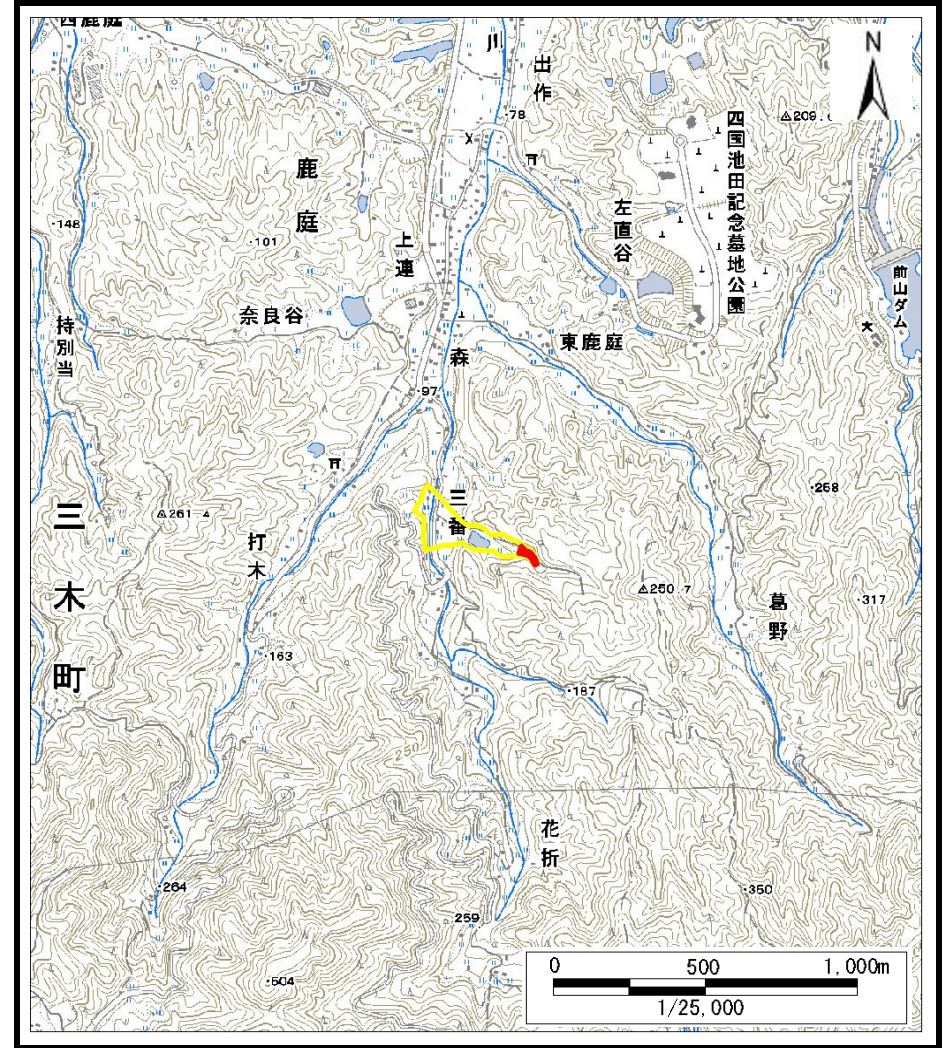 西鹿庭
川
出作
N
・78
△209.
四国池田記念墓地公園
鹿庭
左直谷
・148
・101
上連
前山ダム
奈良谷
持別当
東鹿庭
森
・97
・258
三番
三木町
△261.4
打木
△250.7
葛野
・317
・163
・187
250
花折
・264
・350
259
・504
0 500 1,000m
1/25,000